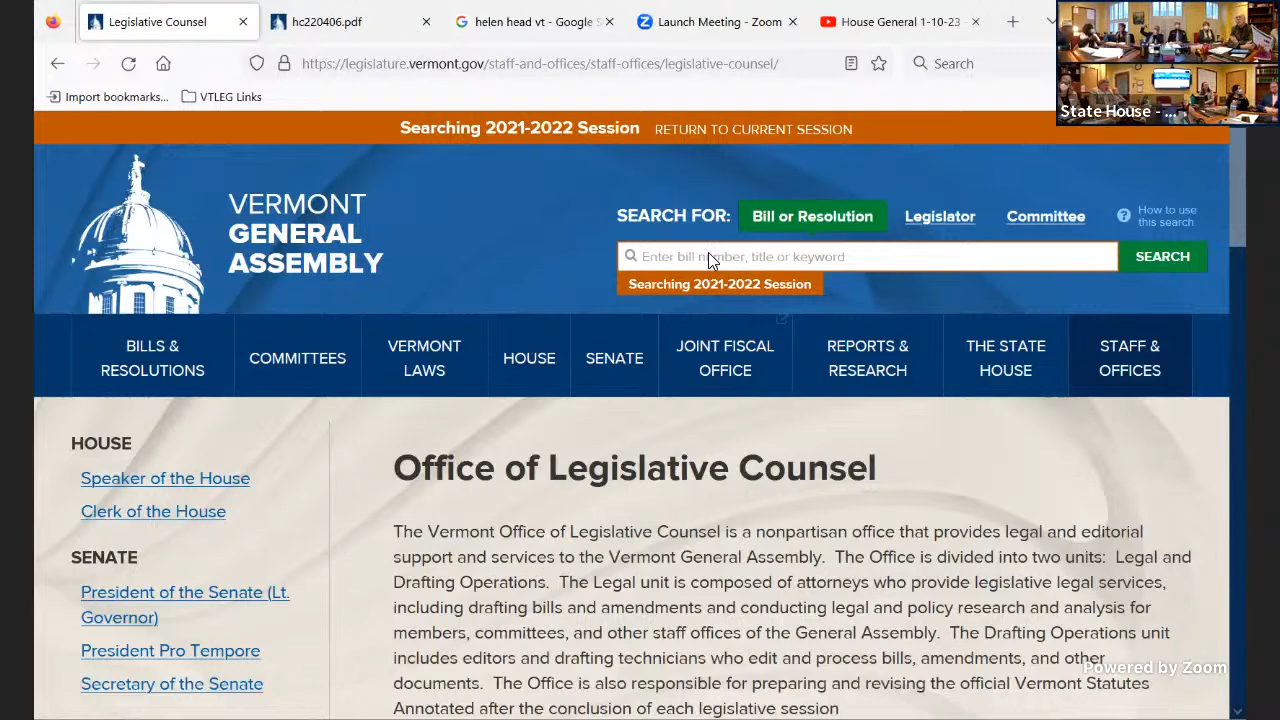 Legislative Counsel
hc220406.pdf
helen head vt - Google S
Launch Meeting - Zoom
House General 1-10-23 -
https://legislature.vermont.gov/staff-and-offices/staff-offices/legislative-counsel/
Search
Import bookmarks...
VTLEG Links
State House - ...
Searching 2021-2022 Session RETURN TO CURRENT SESSION
VERMONT
GENERAL
ASSEMBLY
SEARCH FOR: Bill or Resolution Legislator Committee
How to use
this search
Enter bill number, title or keyword
SEARCH
Searching 2021-2022 Session
BILLS &
RESOLUTIONS
COMMITTEES
VERMONT
LAWS
HOUSE
SENATE
JOINT FISCAL
OFFICE
REPORTS &
RESEARCH
THE STATE
HOUSE
STAFF &
OFFICES
HOUSE
Speaker of the House
Clerk of the House
SENATE
President of the Senate (Lt.
Governor)
President Pro Tempore
Secretary of the Senate
Office of Legislative Counsel
The Vermont Office of Legislative Counsel is a nonpartisan office that provides legal and editorial
support and services to the Vermont General Assembly.  The Office is divided into two units:  Legal and
Drafting Operations.  The Legal unit is composed of attorneys who provide legislative legal services,
including drafting bills and amendments and conducting legal and policy research and analysis for
members, committees, and other staff offices of the General Assembly.  The Drafting Operations unit
includes editors and drafting technicians who edit and process bills, amendments, and other
documents.  The Office is also responsible for preparing and revising the official Vermont Statutes
Annotated after the conclusion of each legislative session
Powered by Zoom